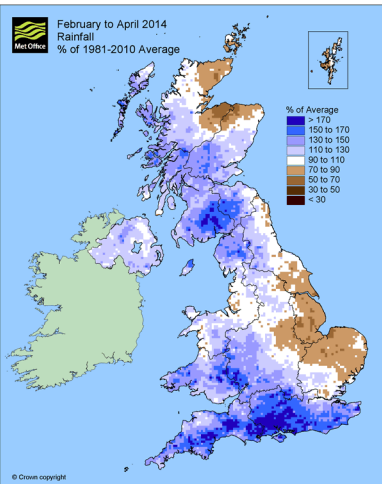 Met Office
February to April 2014
Rainfall
% of 1981-2010 Average
% of Average
> 170
150 to 170
130 to 150
110 to 130
90 to 110
70 to 90
50 to 70
30 to 50
< 30
© Crown copyright